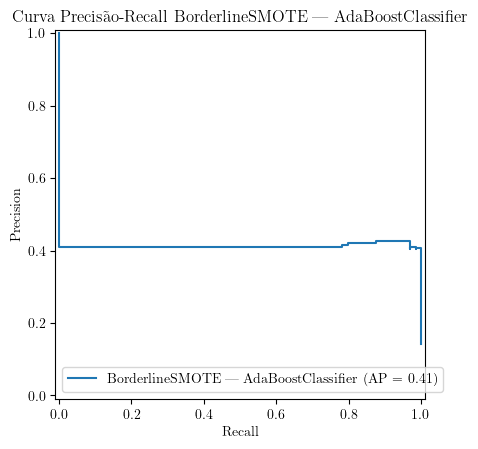 Curva Precisão-Recall BorderlineSMOTE — AdaBoostClassifier
1.0
0.8
0.6
0.4
0.2
0.0
Precision
BorderlineSMOTE — AdaBoostClassifier (AP = 0.41)
0.0 0.2 0.4 0.6 0.8 1.0
Recall